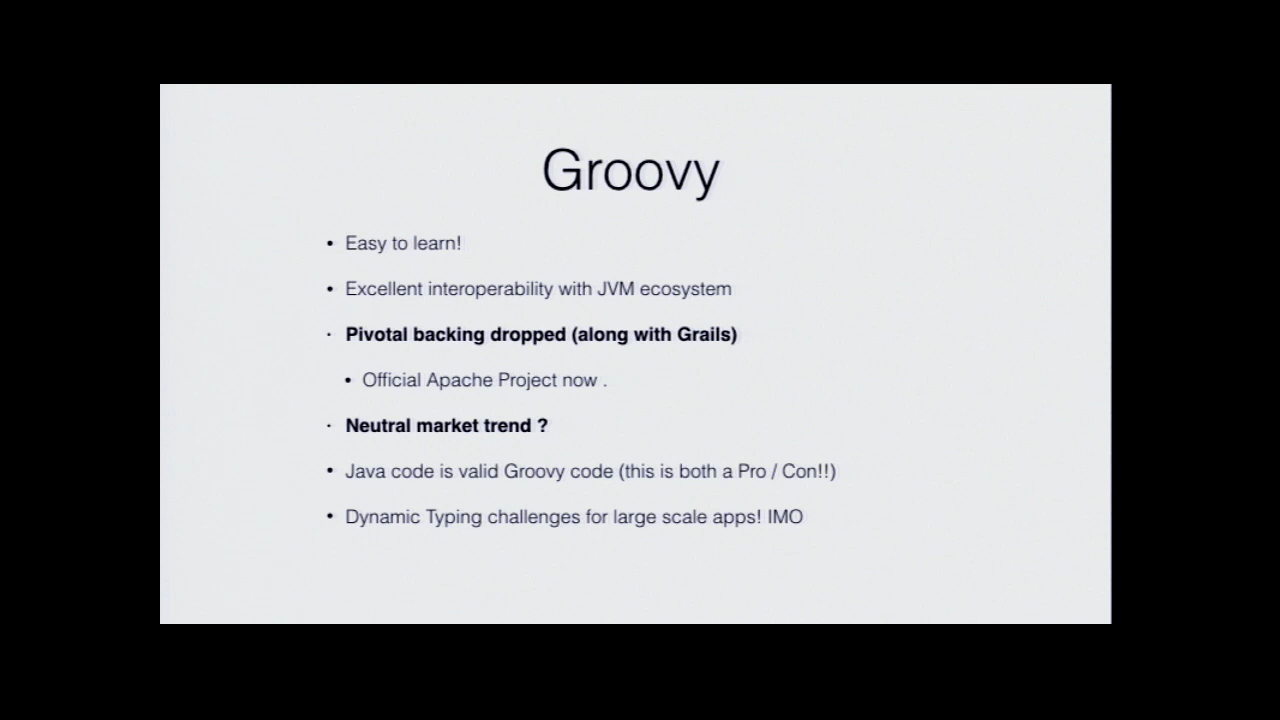 Groovy
• Easy to learn!
• Excellent interoperability with JVM ecosystem
· Pivotal backing dropped (along with Grails)
• Official Apache Project now .
· Neutral market trend ?
• Java code is valid Groovy code (this is both a Pro / Con!!)
• Dynamic Typing challenges for large scale apps! IMO